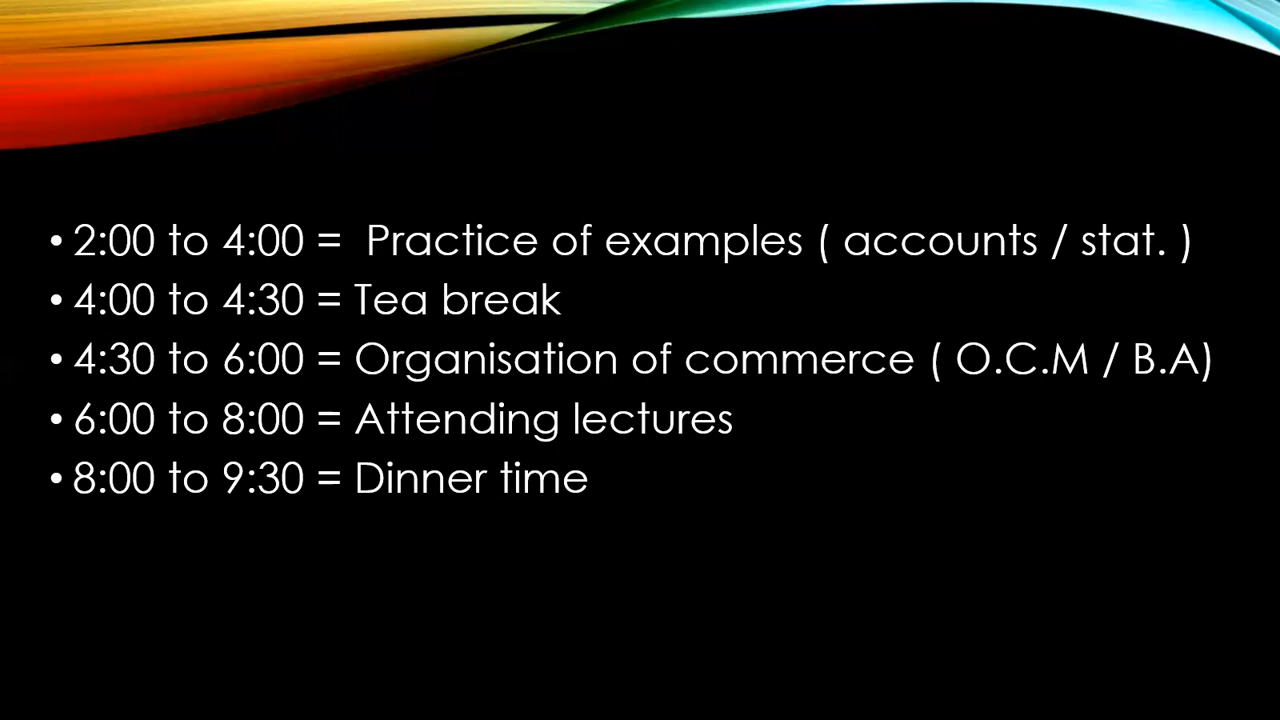 • 2:00 to 4:00 =  Practice of examples ( accounts / stat. )
• 4:00 to 4:30 = Tea break
• 4:30 to 6:00 = Organisation of commerce ( O.C.M / B.A)
• 6:00 to 8:00 = Attending lectures
• 8:00 to 9:30 = Dinner time